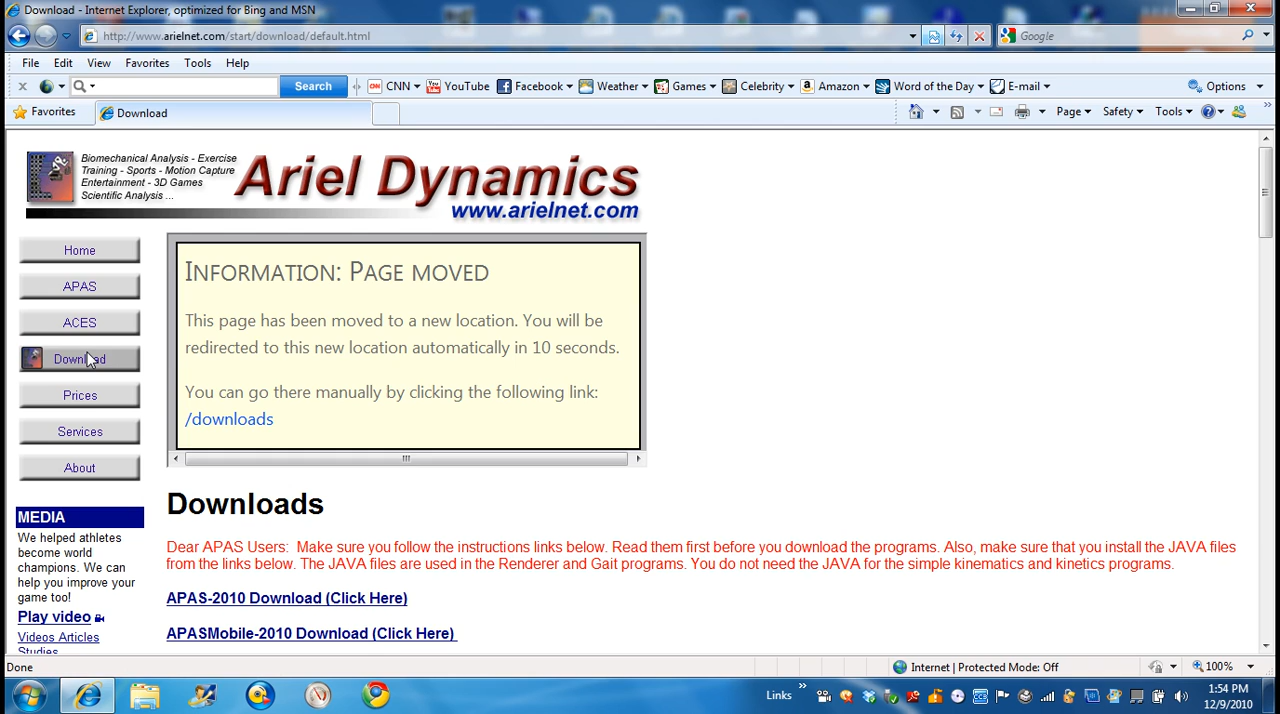 Download - Internet Explorer, optimized for Bing and MSN
http://www.arielnet.com/start/download/default.html
Google
File Edit View Favorites Tools Help
Search CNN YouTube Facebook Weather Games Celebrity Amazon Word of the Day E-mail Options
Favorites Download Page Safety Tools
Biomechanical Analysis - Exercise
Training - Sports - Motion Capture
Entertainment - 3D Games
Scientific Analysis ...
Ariel Dynamics
www.arielnet.com
Home
APAS
ACES
Download
Prices
Services
About
INFORMATION: PAGE MOVED
This page has been moved to a new location. You will be
redirected to this new location automatically in 10 seconds.
You can go there manually by clicking the following link:
/downloads
MEDIA
We helped athletes
become world
champions. We can
help you improve your
game too!
Play video
Videos Articles
Studies
Downloads
Dear APAS Users: Make sure you follow the instructions links below. Read them first before you download the programs. Also, make sure that you install the JAVA files
from the links below. The JAVA files are used in the Renderer and Gait programs. You do not need the JAVA for the simple kinematics and kinetics programs.
APAS-2010 Download (Click Here)
APASMobile-2010 Download (Click Here)
Done
Internet | Protected Mode: Off
100%
Links
1:54 PM
12/9/2010